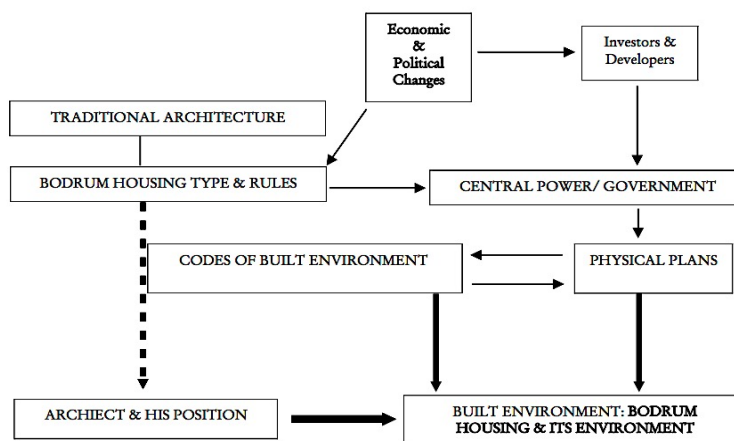 Economic
&
Political
Changes
Investors &
Developers
TRADITIONAL ARCHITECTURE
BODRUM HOUSING TYPE & RULES
CENTRAL POWER/ GOVERNMENT
CODES OF BUILT ENVIRONMENT
PHYSICAL PLANS
ARCHIECT & HIS POSITION
BUILT ENVIRONMENT: BODRUM
HOUSING & ITS ENVIRONMENT